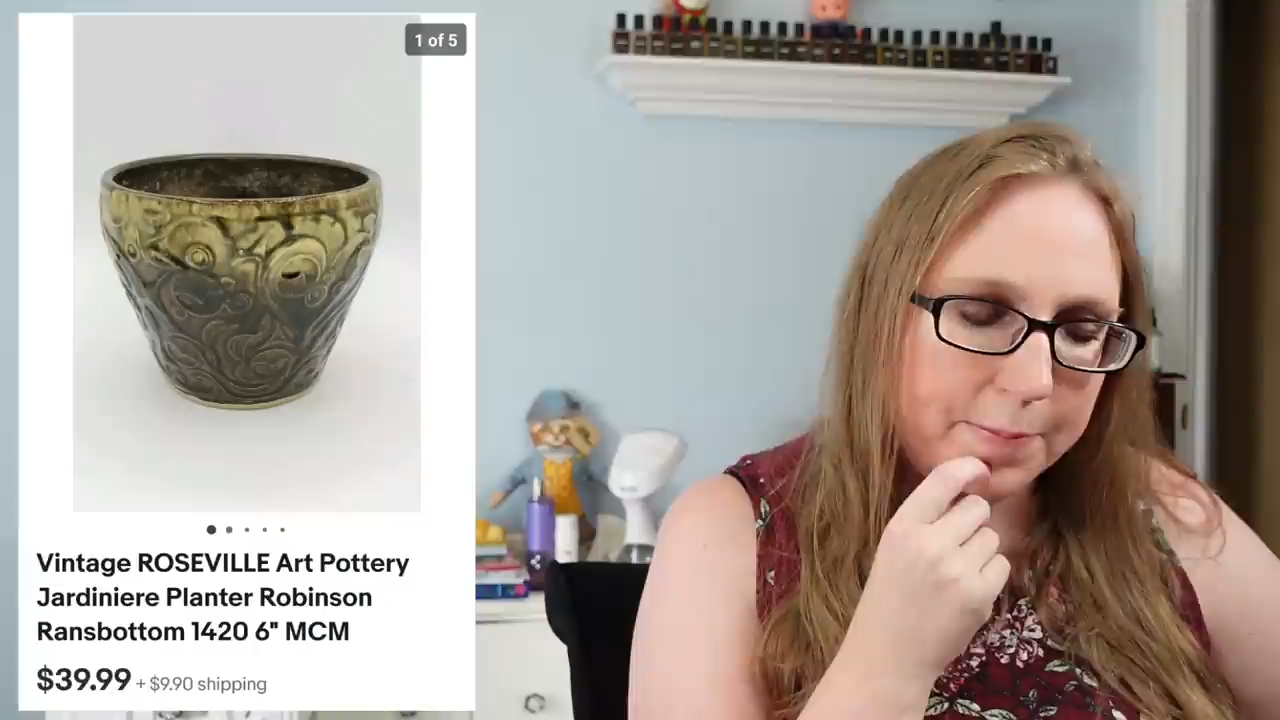 1 of 5
Vintage ROSEVILLE Art Pottery
Jardiniere Planter Robinson
Ransbottom 1420 6" MCM
$39.99 + $9.90 shipping